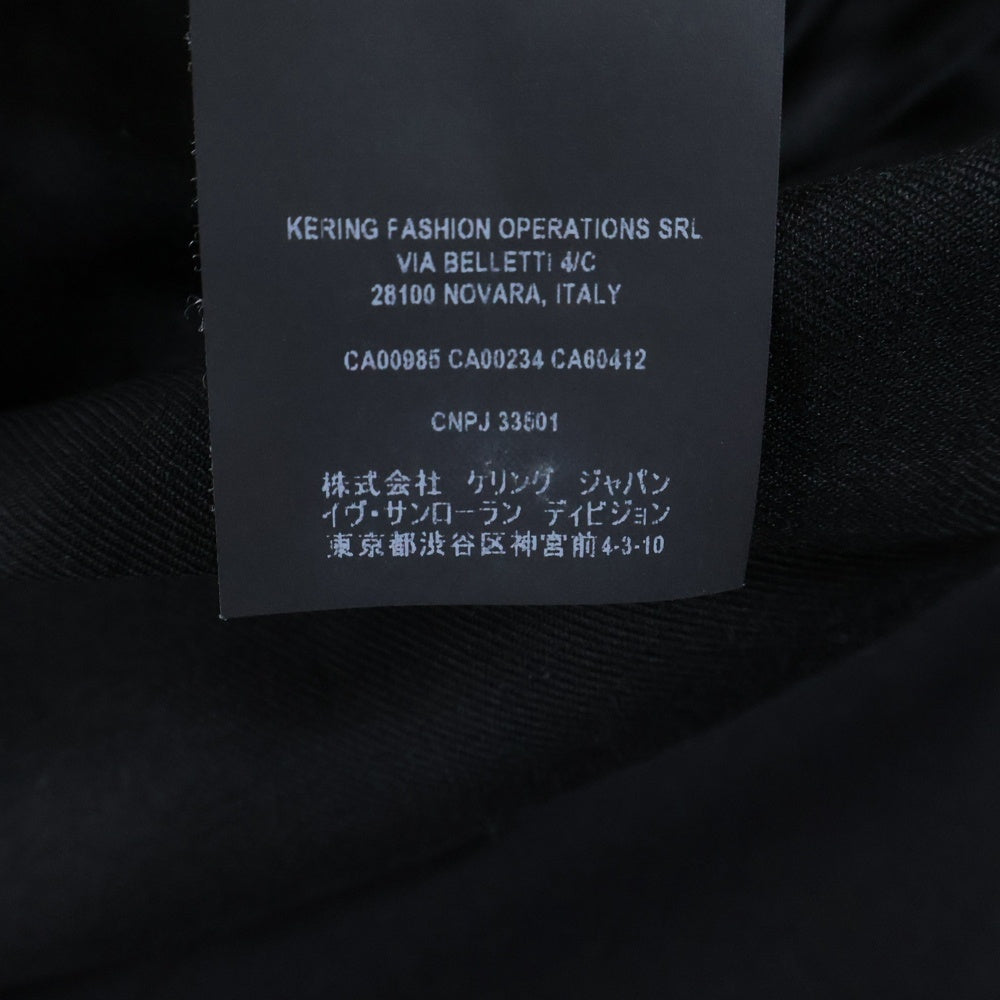 KERING FASHION OPERATIONS SRL
VIA BELLETTI 4/C
28100 NOVARA, ITALY
CA00985 CA00234 CA60412
CNPJ 33501
株式会社 ケリング ジャパン
イヴ・サンローラン ディビジョン
東京都渋谷区神宮前4-3-10